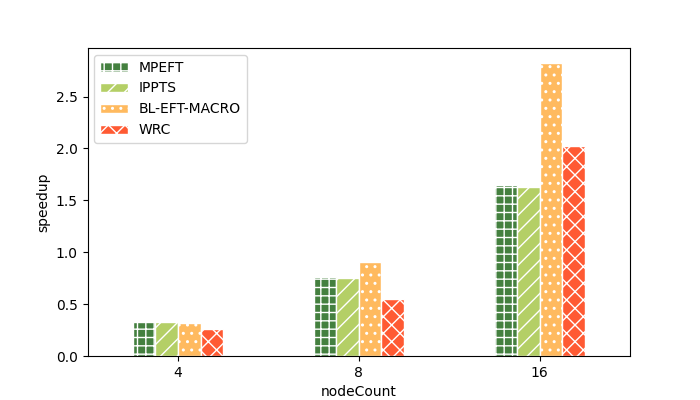 MPEFT
IPPTS
BL-EFT-MACRO
WRC
2.5
2.0
1.5
1.0
0.5
0.0
speedup
4 8 16
nodeCount